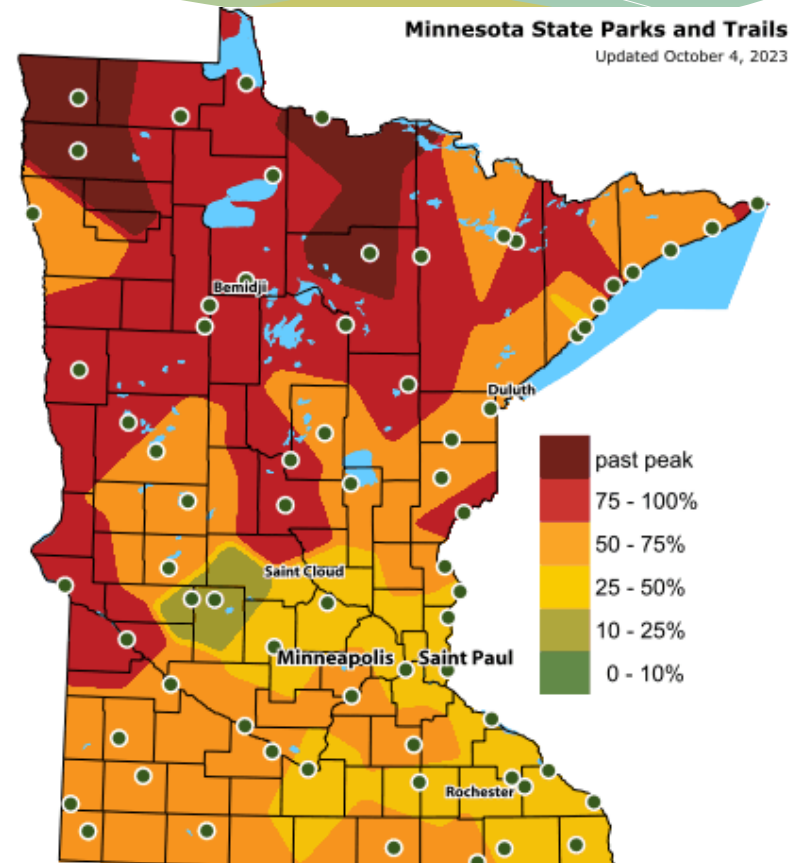 Minnesota State Parks and Trails
Updated October 4, 2023
Bemidji
Duluth
past peak
75 - 100%
50 - 75%
Saint Cloud
25 - 50%
10 - 25%
Minneapolis
Saint Paul
0 - 10%
Rochester